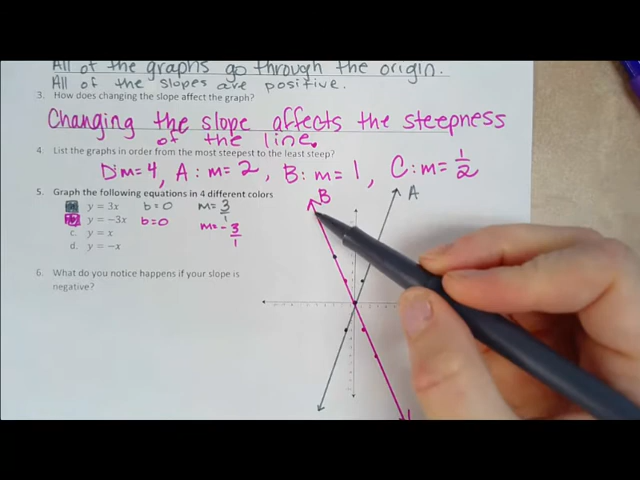 All of the graphs go through the origin.
All of the slopes are positive.
3. How does changing the slope affect the graph?
Changing the slope affects the steepness
of the line.
4. List the graphs in order from the most steepest to the least steep?
D: m=4, A: m=2, B: m=1, C: m=1/2
5. Graph the following equations in 4 different colors
y = 3x b=0 m=3/1
y = −3x b=0 m=-3/1
c. y = x
d. y = −x
B
A
6. What do you notice happens if your slope is
negative?